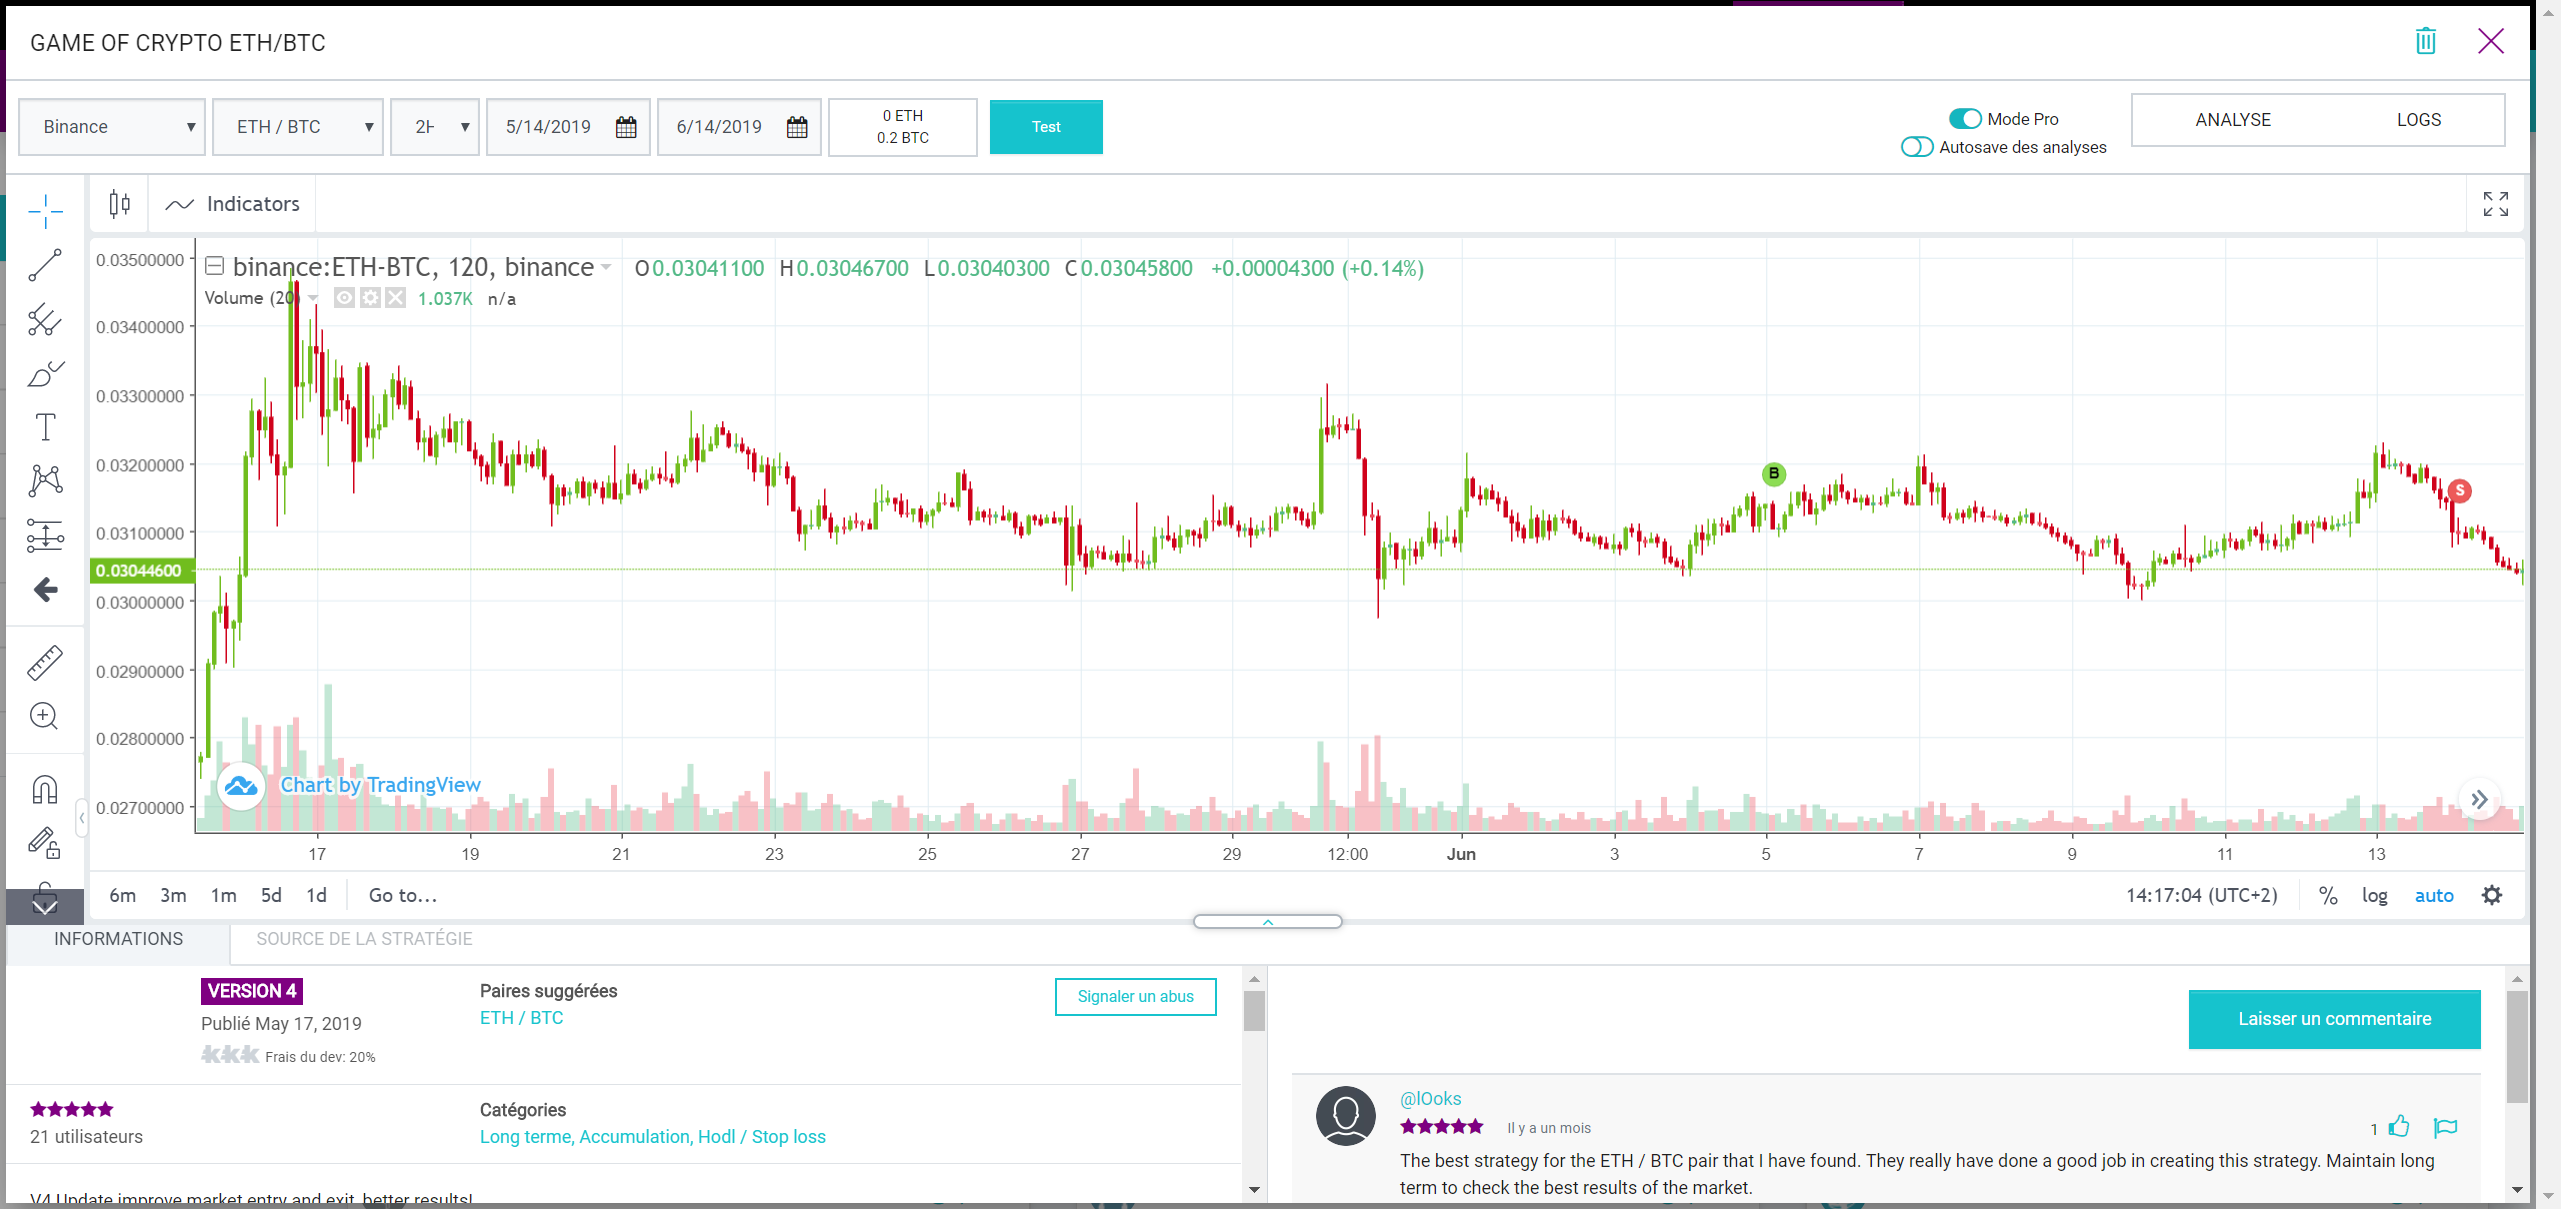 GAME OF CRYPTO ETH/BTC
Binance
ETH / BTC
2H
5/14/2019
6/14/2019
0 ETH
0.2 BTC
Test
Mode Pro
Autosave des analyses
ANALYSE
LOGS
Indicators
binance:ETH-BTC, 120, binance
O0.03041100 H0.03046700 L0.03040300 C0.03045800 +0.00004300 (+0.14%)
Volume (20) 1.037K n/a
0.03500000
0.03400000
0.03300000
0.03200000
0.03100000
0.03044600
0.03000000
0.02900000
0.02800000
0.02700000
B
S
Chart by TradingView
17 19 21 23 25 27 29 12:00 Jun 3 5 7 9 11 13
6m 3m 1m 5d 1d Go to...
14:17:04 (UTC+2) % log auto
INFORMATIONS
SOURCE DE LA STRATÉGIE
VERSION 4
Publié May 17, 2019
Frais du dev: 20%
Paires suggérées
ETH / BTC
Signaler un abus
21 utilisateurs
Catégories
Long terme, Accumulation, Hodl / Stop loss
V4 Update improve market entry and exit, better results!
Laisser un commentaire
@lOoks
Il y a un mois
1
The best strategy for the ETH / BTC pair that I have found. They really have done a good job in creating this strategy. Maintain long
term to check the best results of the market.